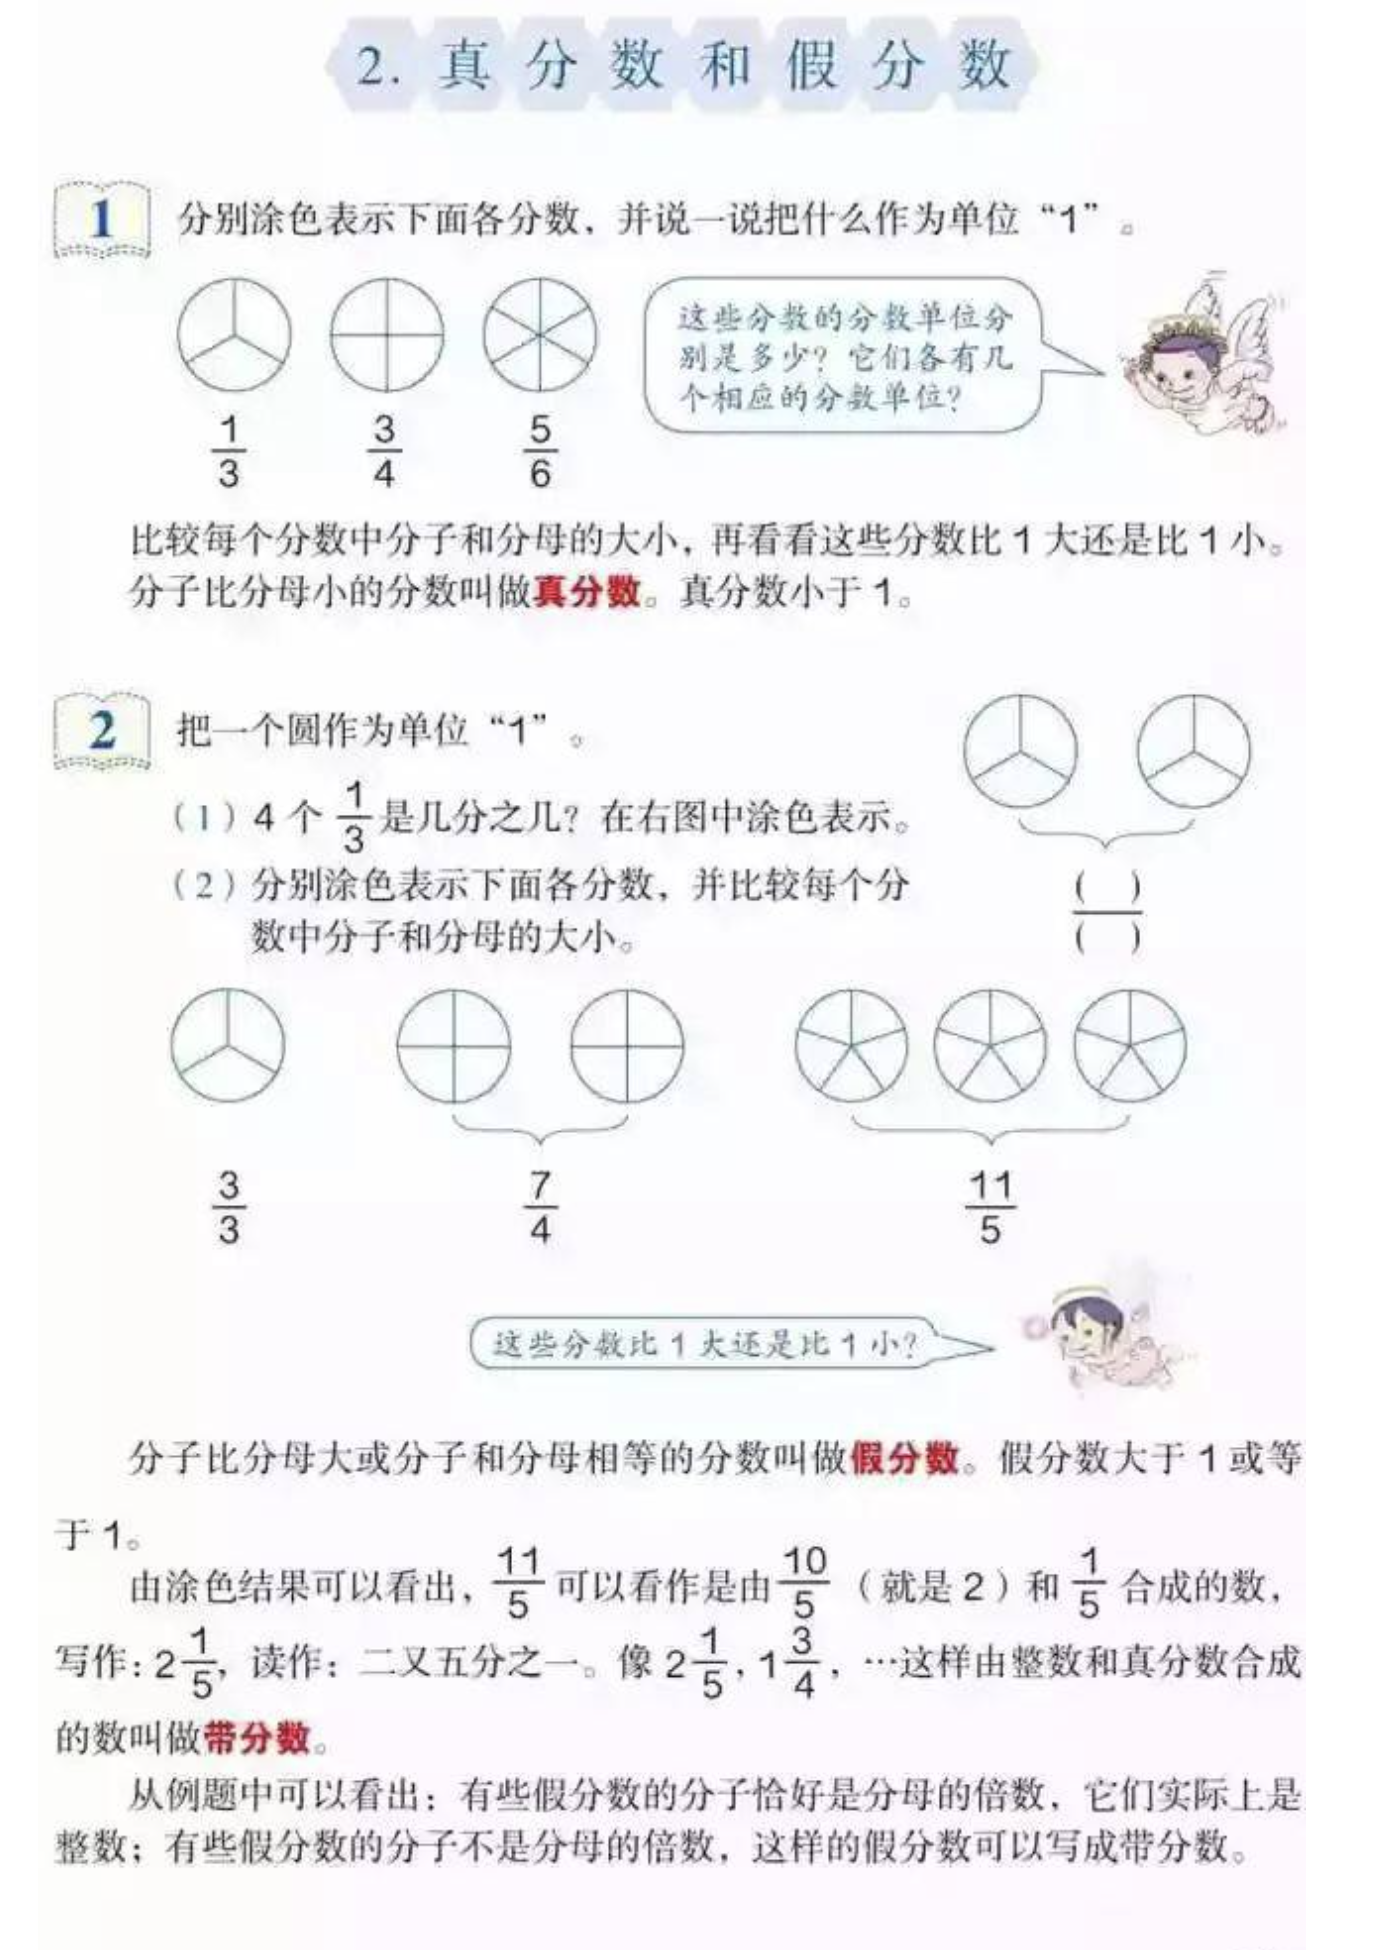 2. 真分数和假分数
1 分别涂色表示下面各分数，并说一说把什么作为单位“1”。
这些分数的分数单位分
别是多少？它们各有几
个相应的分数单位？
1/3 3/4 5/6
比较每个分数中分子和分母的大小，再看看这些分数比 1 大还是比 1 小。
分子比分母小的分数叫做真分数。真分数小于 1。
2 把一个圆作为单位“1”。
（1）4 个 1/3 是几分之几？在右图中涂色表示。
（2）分别涂色表示下面各分数，并比较每个分
数中分子和分母的大小。
( )/( )
3/3 7/4 11/5
这些分数比 1 大还是比 1 小？
分子比分母大或分子和分母相等的分数叫做假分数。假分数大于 1 或等
于 1。
由涂色结果可以看出，11/5 可以看作是由 10/5（就是 2）和 1/5 合成的数，
写作：2 1/5，读作：二又五分之一。像 2 1/5，1 3/4，…这样由整数和真分数合成
的数叫做带分数。
从例题中可以看出：有些假分数的分子恰好是分母的倍数，它们实际上是
整数；有些假分数的分子不是分母的倍数，这样的假分数可以写成带分数。